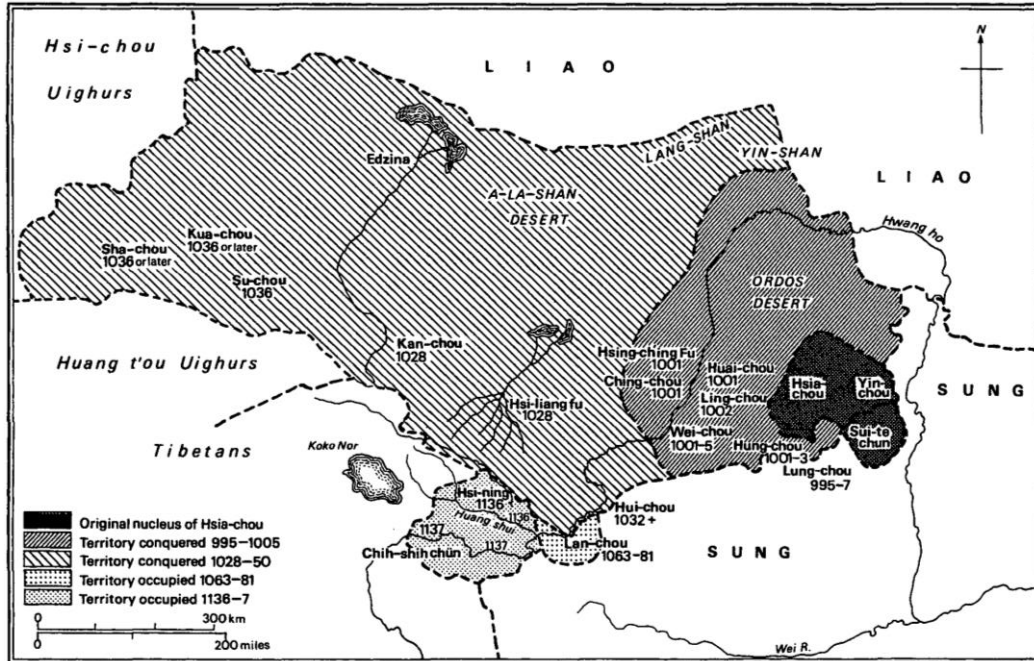 Hsi-chou
Uighurs
LIAO
N
LANG-SHAN
YIN-SHAN
Edzina
A-LA-SHAN
DESERT
LIAO
Hwang ho
Kua-chou
1036 or later
Sha-chou
1036 or later
Su-chou
1036
ORDOS
DESERT
Huang t'ou Uighurs
Kan-chou
1028
Hsing-ching Fu
1001
Ching-chou
1001
Huai-chou
1001
Hsia-
chou
Yin-
chou
SUNG
Hsi-liang fu
1028
Ling-chou
1002
Wei-chou
1001-5
Sui-te
chun
Hung-chou
1001-3
Lung-chou
995-7
Tibetans
Koko Nor
Hsi-ning
1136
1136
Huang shui
Hui-chou
1032+
1137
1137
Chih-shih chün
Lan-chou
1063-81
SUNG
Original nucleus of Hsia-chou
Territory conquered 995-1005
Territory conquered 1028-50
Territory occupied 1063-81
Territory occupied 1136-7
0 300 km
0 200 miles
Wei R.